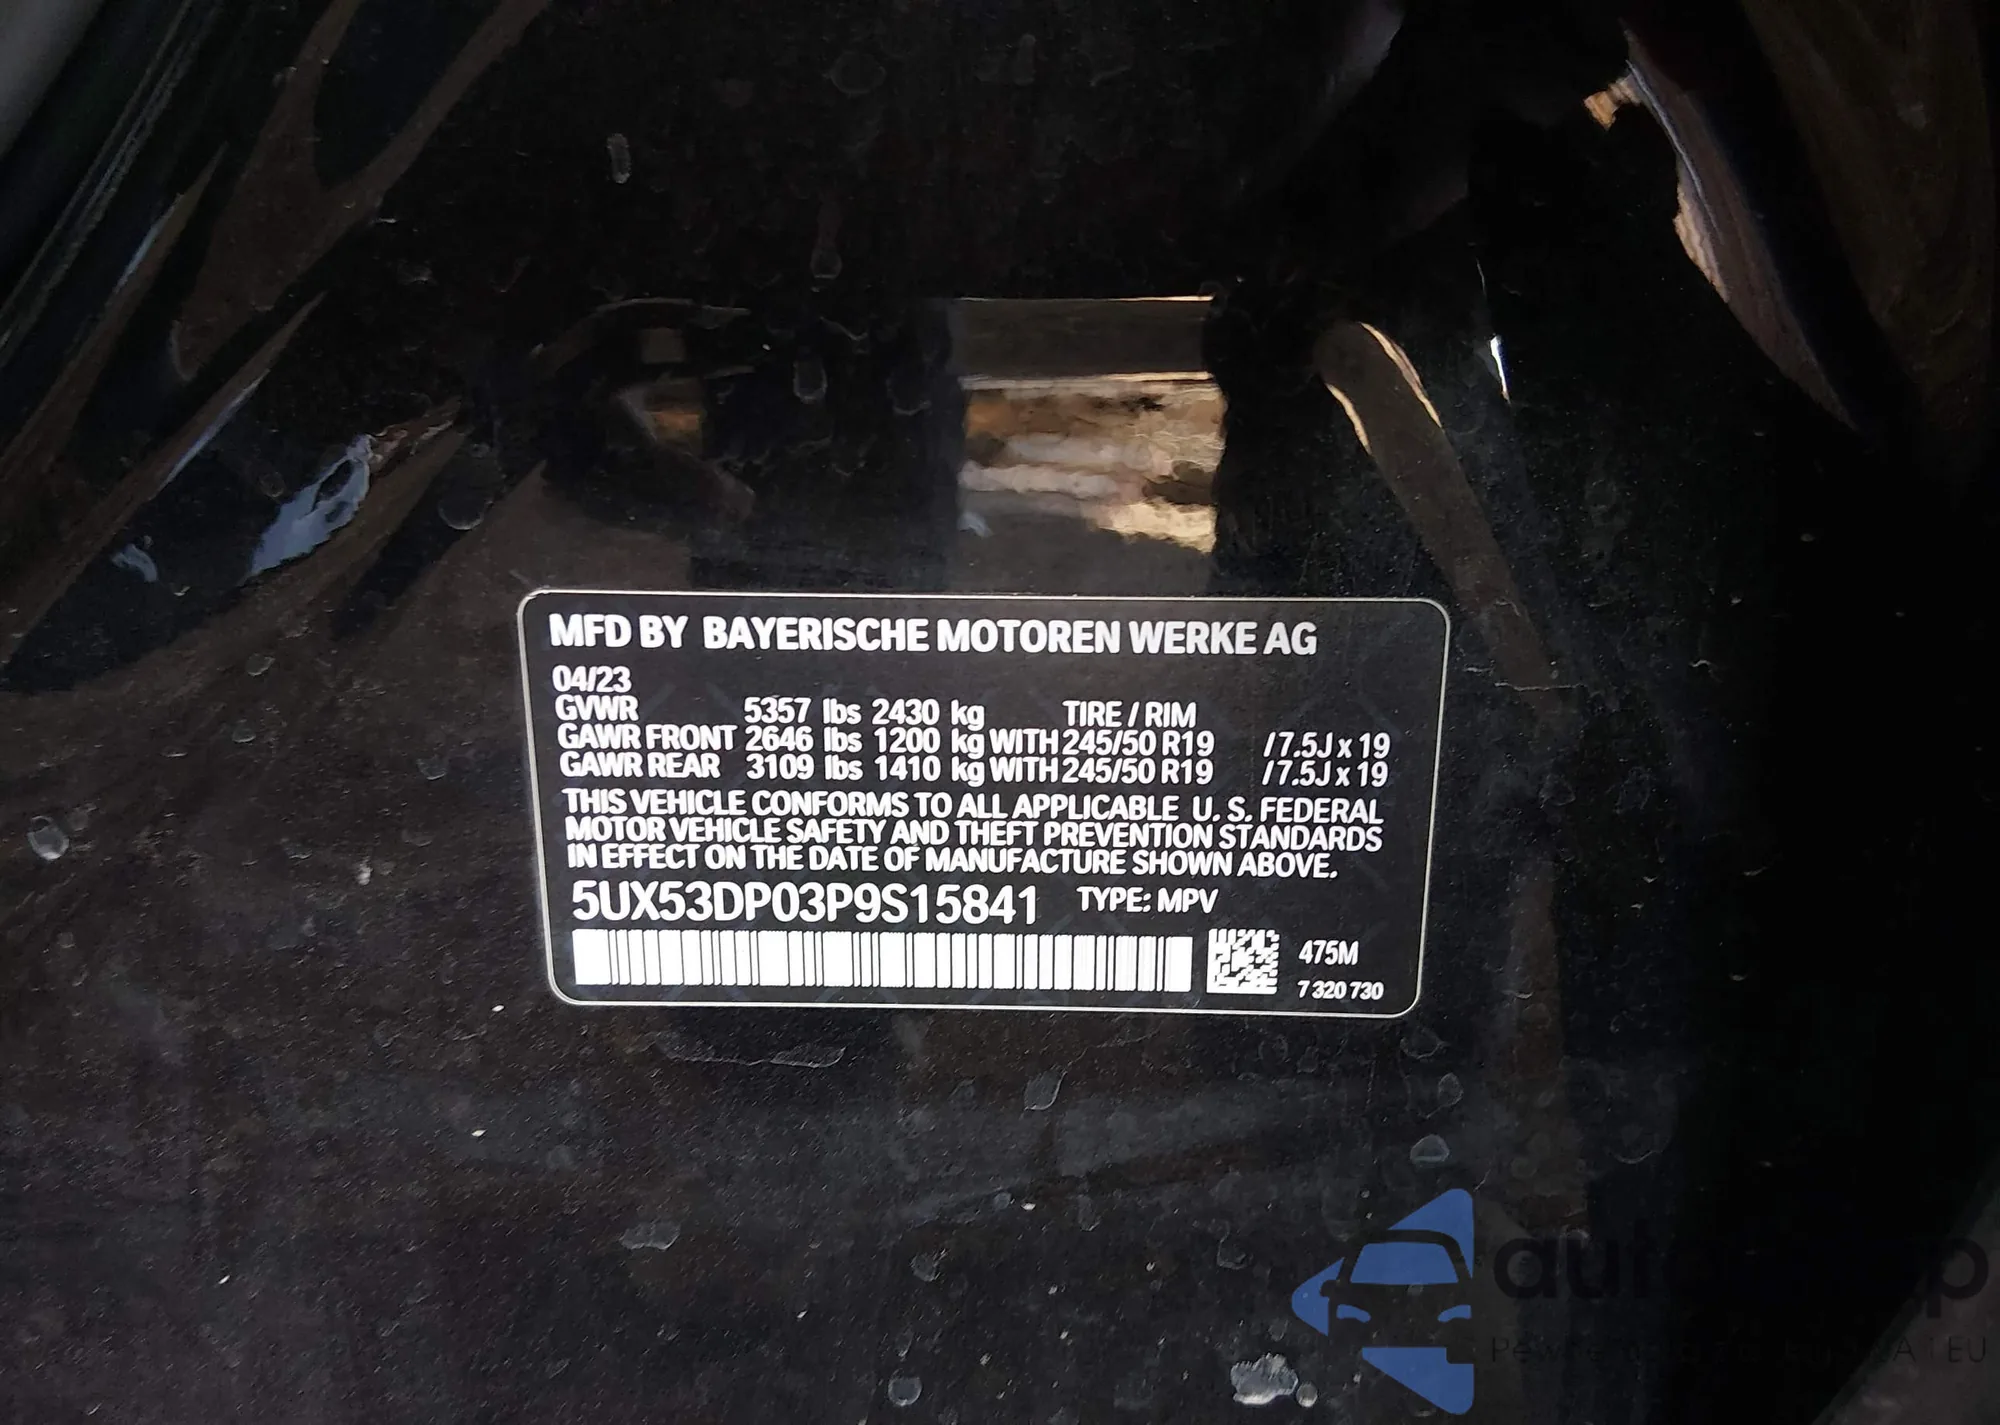 MFD BY BAYERISCHE MOTOREN WERKE AG
04/23
GVWR 5357 lbs 2430 kg TIRE / RIM
GAWR FRONT 2646 lbs 1200 kg WITH 245/50 R19 / 7.5J x 19
GAWR REAR 3109 lbs 1410 kg WITH 245/50 R19 / 7.5J x 19
THIS VEHICLE CONFORMS TO ALL APPLICABLE U. S. FEDERAL
MOTOR VEHICLE SAFETY AND THEFT PREVENTION STANDARDS
IN EFFECT ON THE DATE OF MANUFACTURE SHOWN ABOVE.
5UX53DP03P9S15841 TYPE: MPV
475M
7 320 730
EU